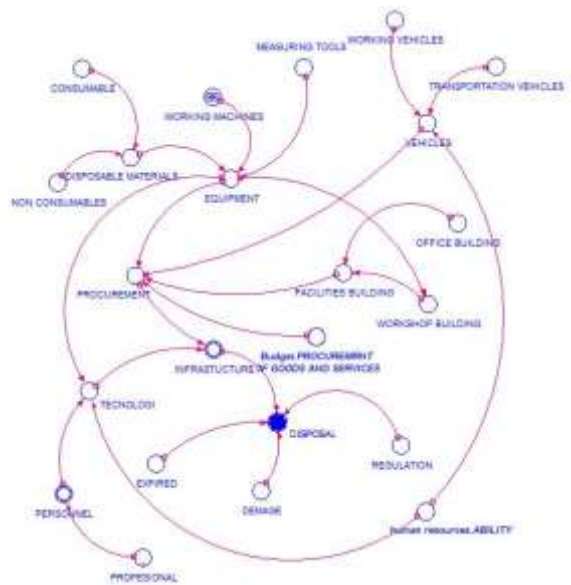 WORKING VEHICLES
MEASURING TOOLS
CONSUMABLE
TRANSPORTATION VEHICLES
WORKING MACHINES
VEHICLES
DISPOSABLE MATERIALS
EQUIPMENT
NON CONSUMABLES
OFFICE BUILDING
PROCUREMENT
FACILITIES BUILDING
WORKSHOP BUILDING
Budget PROCUREMENT
OF GOODS AND SERVICES
INFRASTUCTURE
TECNOLOGI
DISPOSAL
REGULATION
EXPIRED
DEMAGE
PERSONNEL
human resources ABILITY
PROFESIONAL